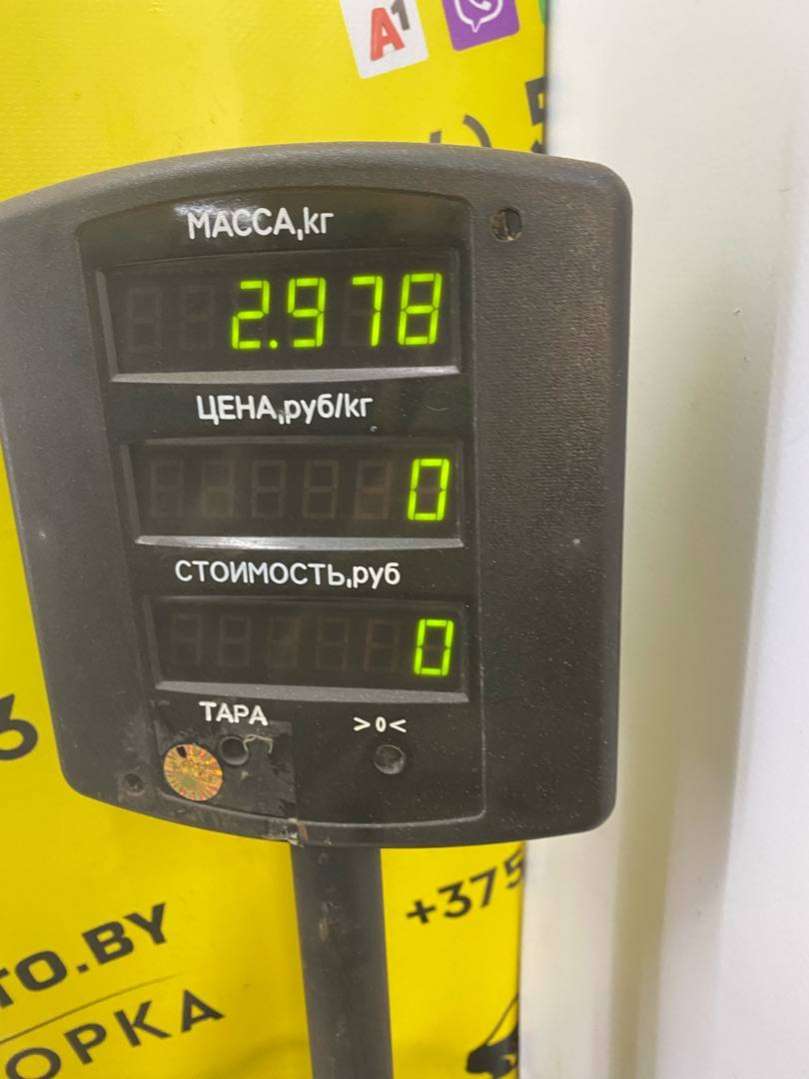 A1
МАССА,кг
2.978
ЦЕНА,руб/кг
0
СТОИМОСТЬ,руб
0
ТАРА
>0<
+375
TO.BY
ОРКА